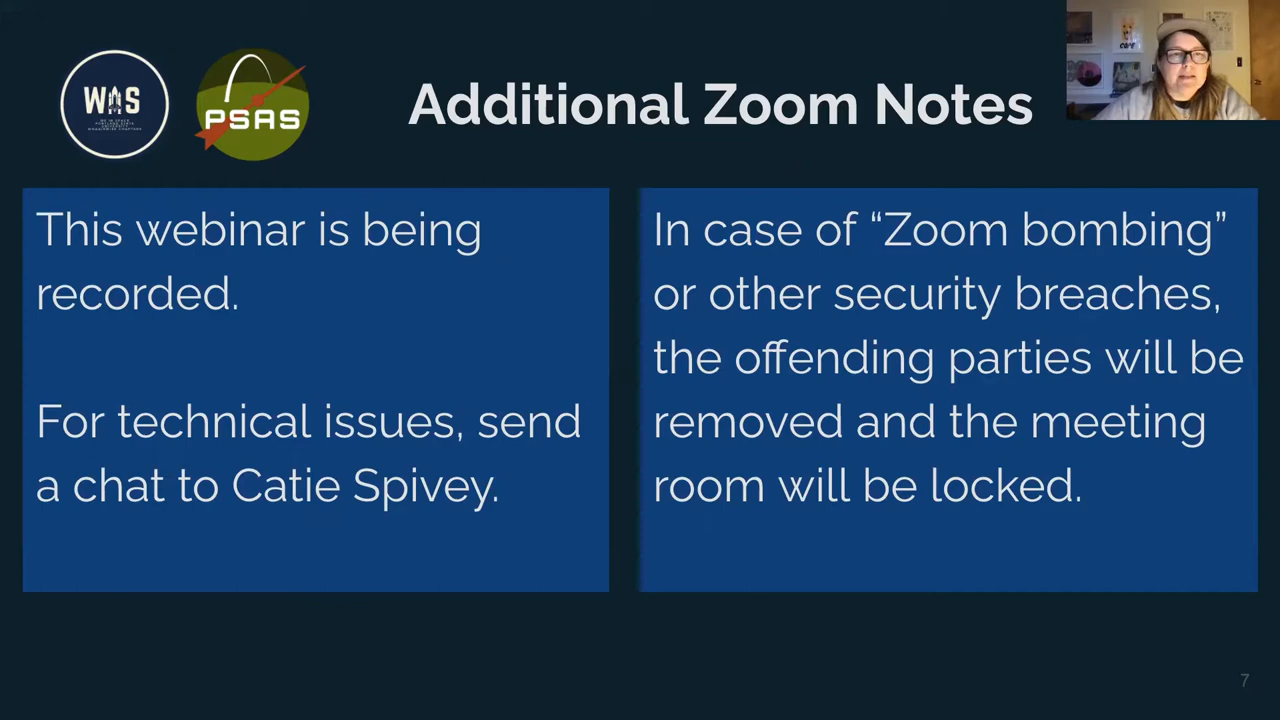 WAS
PSAS
Additional Zoom Notes
This webinar is being
recorded.
For technical issues, send
a chat to Catie Spivey.
In case of “Zoom bombing”
or other security breaches,
the offending parties will be
removed and the meeting
room will be locked.
7